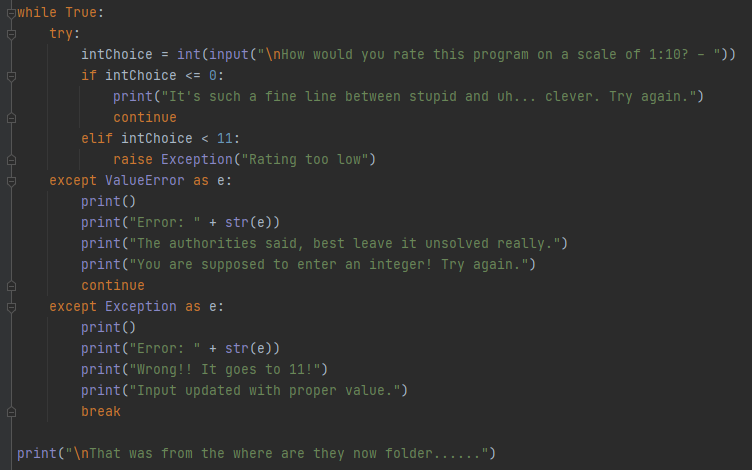 while True:
    try:
        intChoice = int(input("\nHow would you rate this program on a scale of 1:10? - "))
        if intChoice <= 0:
            print("It's such a fine line between stupid and uh... clever. Try again.")
            continue
        elif intChoice < 11:
            raise Exception("Rating too low")
    except ValueError as e:
        print()
        print("Error: " + str(e))
        print("The authorities said, best leave it unsolved really.")
        print("You are supposed to enter an integer! Try again.")
        continue
    except Exception as e:
        print()
        print("Error: " + str(e))
        print("Wrong!! It goes to 11!")
        print("Input updated with proper value.")
        break

print("\nThat was from the where are they now folder......")